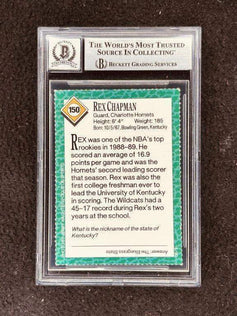 THE WORLD'S MOST TRUSTED
SOURCE IN COLLECTING™
BECKETT GRADING SERVICES
150
REX CHAPMAN
Guard, Charlotte Hornets
Height: 6' 4" Weight: 185
Born: 10/5/67, Bowling Green, Kentucky
REX was one of the NBA's top
rookies in 1988-89. He
scored an average of 16.9
points per game and was the
Hornets' second leading scorer
that season. Rex was also the
first college freshman ever to
lead the University of Kentucky
in scoring. The Wildcats had a
45–17 record during Rex's two
years at the school.
What is the nickname of the state of
Kentucky?
Answer: The Bluegrass State